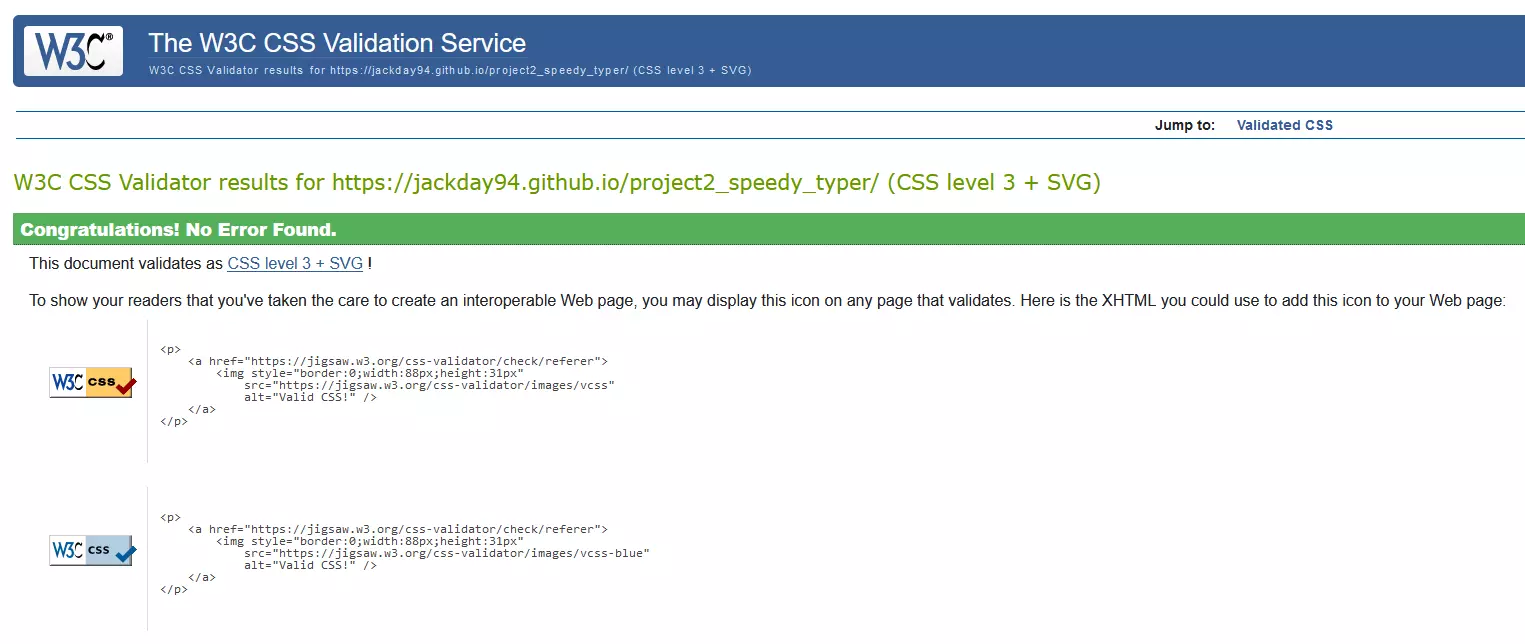 W3C®
The W3C CSS Validation Service
W3C CSS Validator results for https://jackday94.github.io/project2_speedy_typer/ (CSS level 3 + SVG)
Jump to: Validated CSS
W3C CSS Validator results for https://jackday94.github.io/project2_speedy_typer/ (CSS level 3 + SVG)
Congratulations! No Error Found.
This document validates as CSS level 3 + SVG !
To show your readers that you've taken the care to create an interoperable Web page, you may display this icon on any page that validates. Here is the XHTML you could use to add this icon to your Web page:
W3C css
<p>
<a href="https://jigsaw.w3.org/css-validator/check/referer">
<img style="border:0;width:88px;height:31px"
src="https://jigsaw.w3.org/css-validator/images/vcss"
alt="Valid CSS!" />
</a>
</p>
W3C css
<p>
<a href="https://jigsaw.w3.org/css-validator/check/referer">
<img style="border:0;width:88px;height:31px"
src="https://jigsaw.w3.org/css-validator/images/vcss-blue"
alt="Valid CSS!" />
</a>
</p>